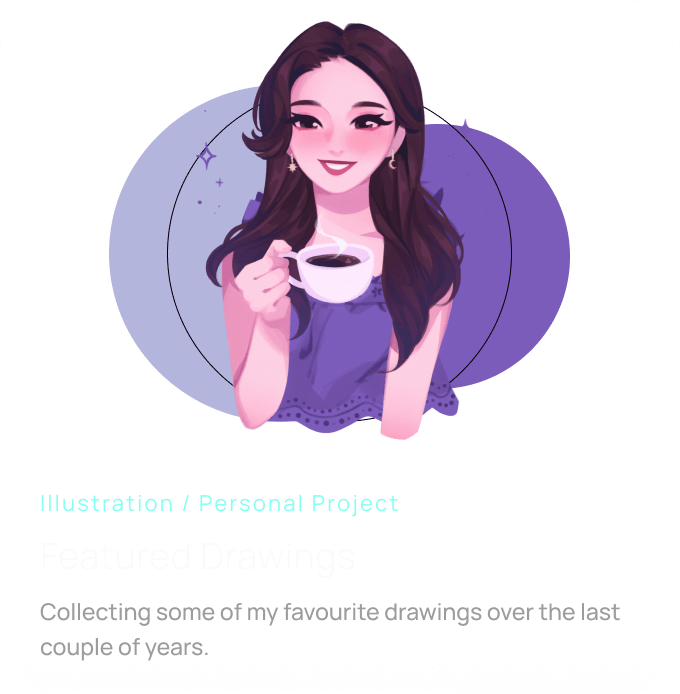 Illustration / Personal Project
Featured Drawings
Collecting some of my favourite drawings over the last
couple of years.